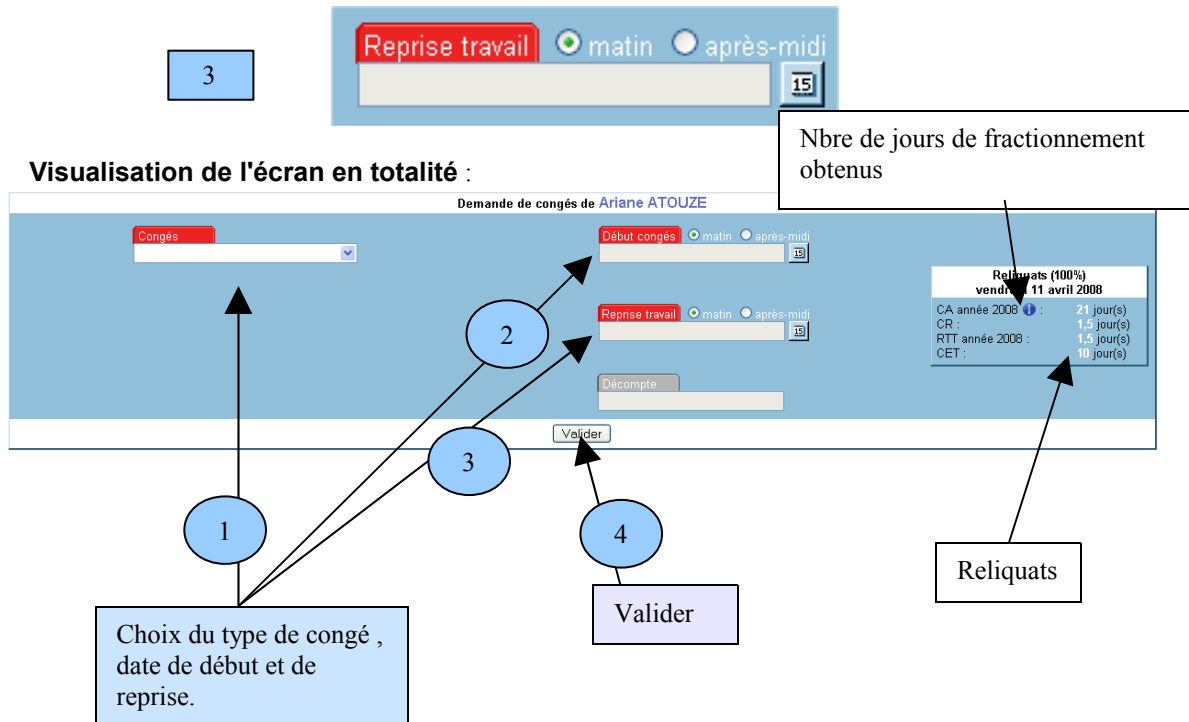 3
Reprise travail matin après-midi
15
Nbre de jours de fractionnement
obtenus
Visualisation de l'écran en totalité :
Demande de congés de Ariane ATOUZE
Congés
Début congés matin après-midi
15
Reliquats (100%)
vendredi 11 avril 2008
CA année 2008 i : 21 jour(s)
CR : 1,5 jour(s)
RTT année 2008 : 1,5 jour(s)
CET : 10 jour(s)
2
Reprise travail matin après-midi
15
Décompte
Valider
3
1
4
Reliquats
Valider
Choix du type de congé ,
date de début et de
reprise.